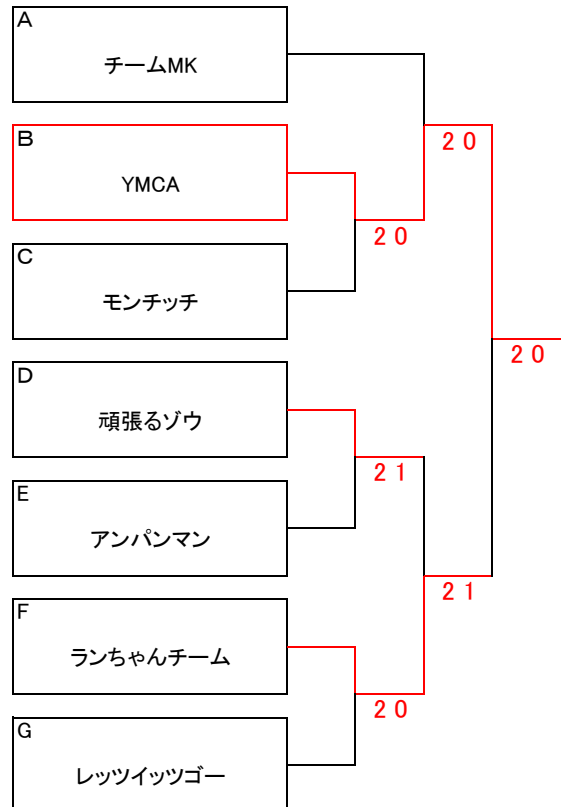 A
チームMK
20
B
YMCA
20
C
モンチッチ
20
D
頑張るゾウ
21
E
アンパンマン
21
F
ランちゃんチーム
20
G
レッツイッツゴー